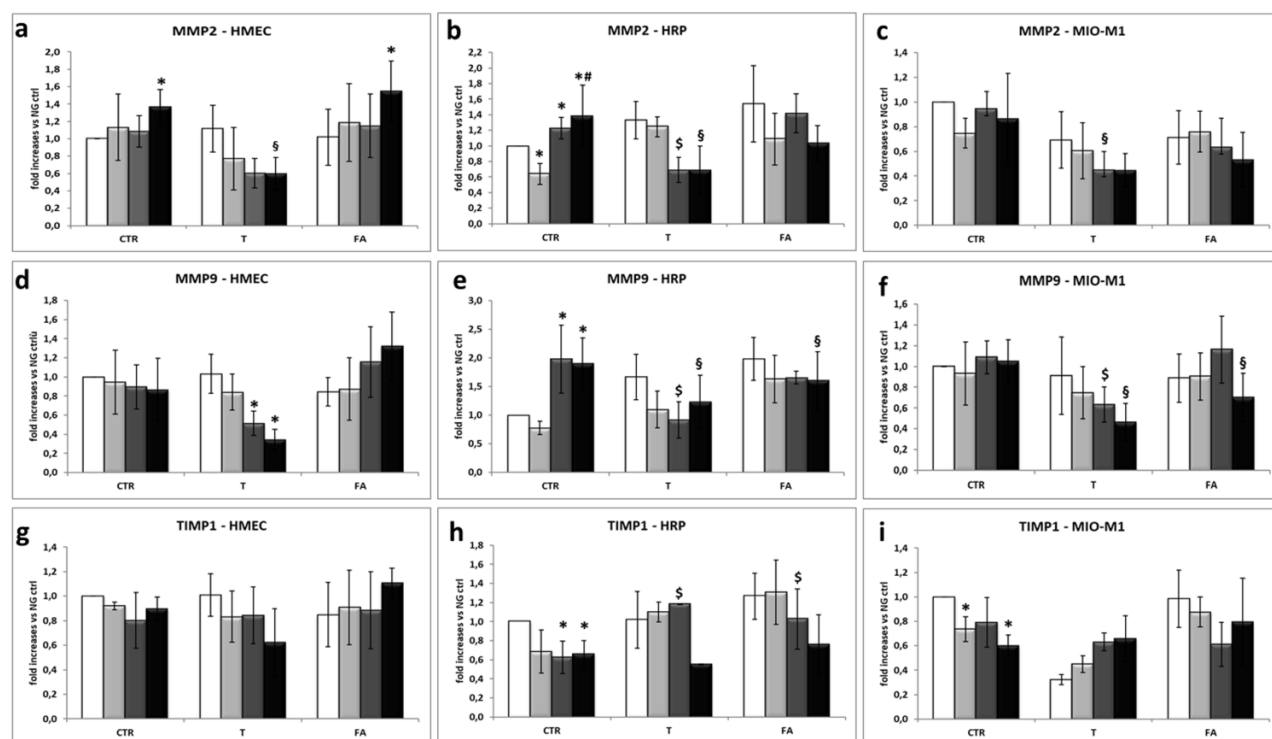 a
MMP2 - HMEC
fold increases vs NG ctrl
2,0
1,8
1,6
1,4
1,2
1,0
0,8
0,6
0,4
0,2
0,0
*
§
*
CTR T FA
b
MMP2 - HRP
fold increases vs NG ctrl
2,2
2,0
1,8
1,6
1,4
1,2
1,0
0,8
0,6
0,4
0,2
0,0
* * *#
$ §
CTR T FA
c
MMP2 - MIO-M1
fold increases vs NG ctrl
1,4
1,2
1,0
0,8
0,6
0,4
0,2
0,0
§
CTR T FA
d
MMP9 - HMEC
fold increases vs NG ctrlù
1,8
1,6
1,4
1,2
1,0
0,8
0,6
0,4
0,2
0,0
* *
CTR T FA
e
MMP9 - HRP
fold increases vs NG ctrl
3,0
2,5
2,0
1,5
1,0
0,5
0,0
* *
$ §
§
CTR T FA
f
MMP9 - MIO-M1
fold increases vs NG ctrl
1,6
1,4
1,2
1,0
0,8
0,6
0,4
0,2
0,0
$ §
§
CTR T FA
g
TIMP1 - HMEC
fold increases vs NG ctrl
1,4
1,2
1,0
0,8
0,6
0,4
0,2
0,0
CTR T FA
h
TIMP1 - HRP
fold increases vs NG ctrl
1,8
1,6
1,4
1,2
1,0
0,8
0,6
0,4
0,2
0,0
* *
$
$
CTR T FA
i
TIMP1 - MIO-M1
fold increases vs NG ctrl
1,4
1,2
1,0
0,8
0,6
0,4
0,2
0,0
* *
CTR T FA